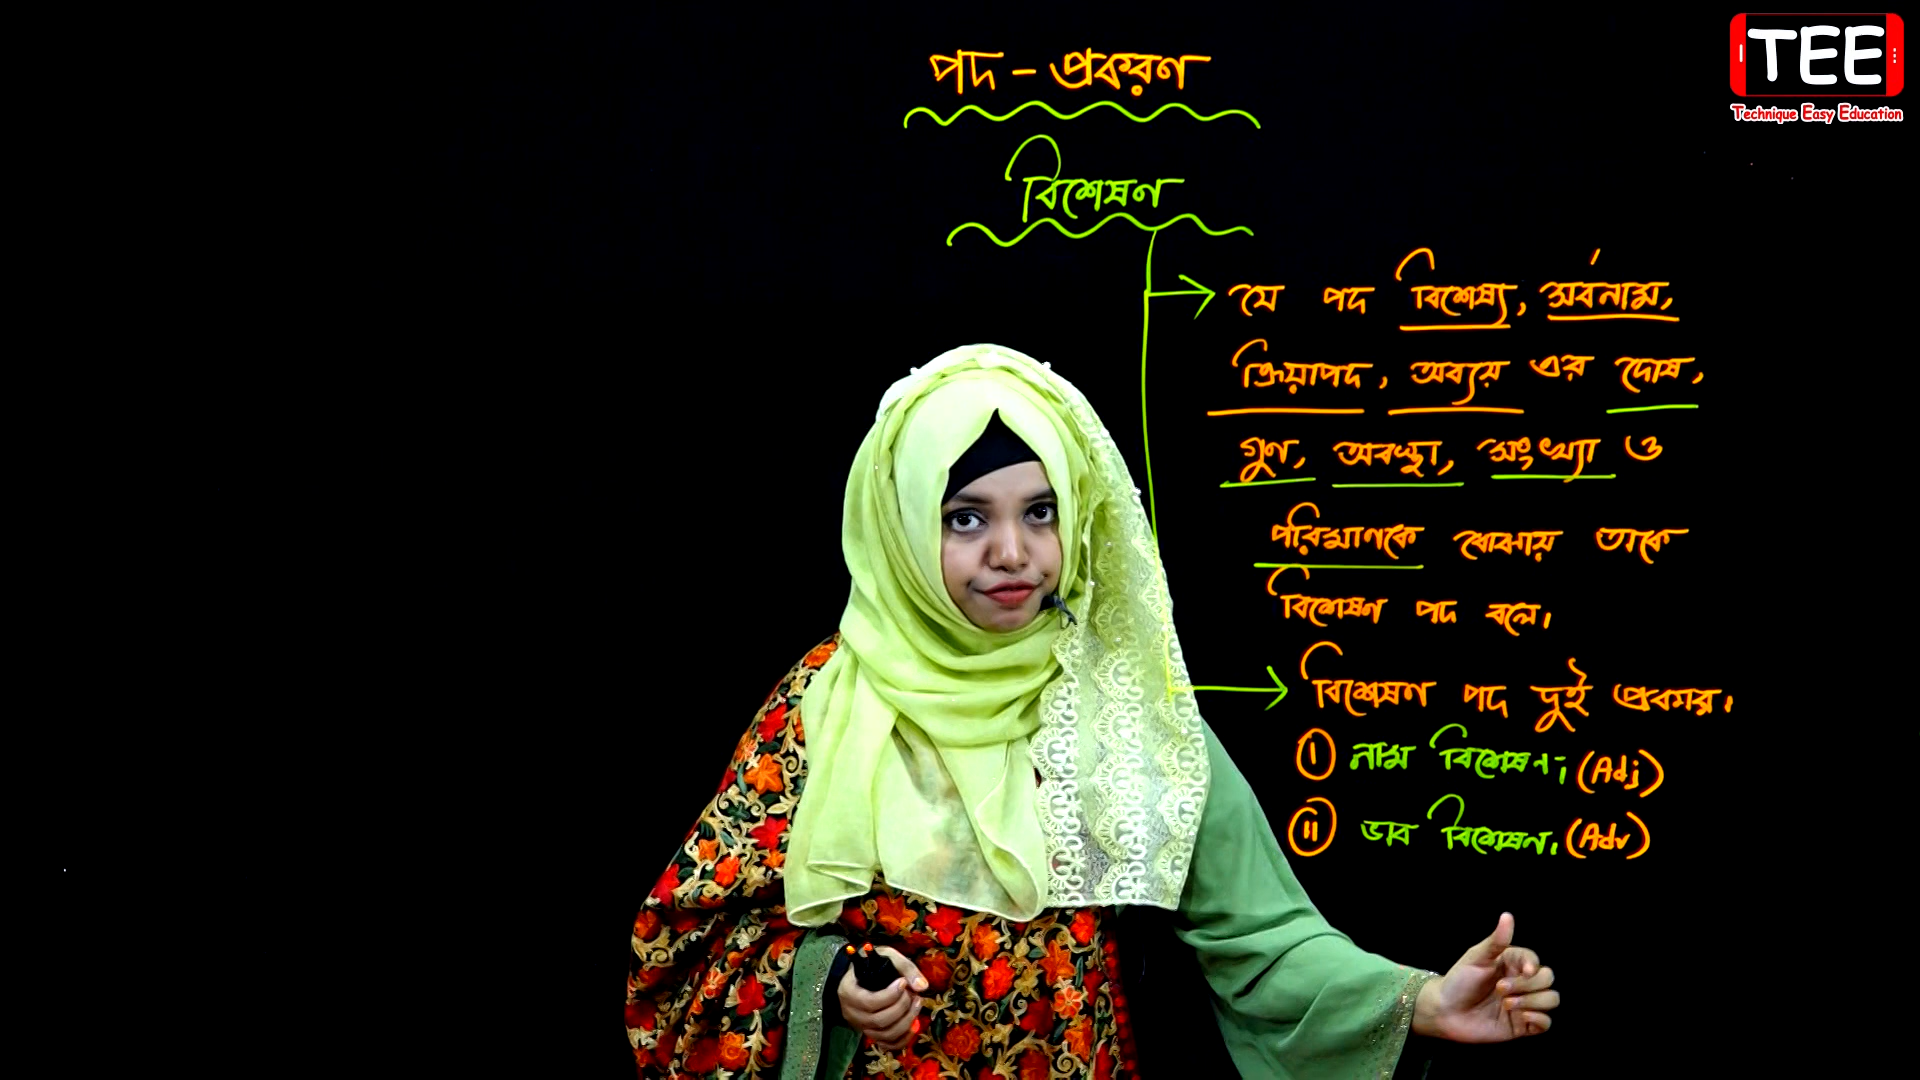 TEE
Technique Easy Education
পদ - প্রকরণ
বিশেষণ
যে পদ বিশেষ্য, সর্বনাম,
ক্রিয়াপদ, অব্যয় এর দোষ,
গুণ, অবস্থা, সংখ্যা ও
পরিমাণকে বোঝায় তাকে
বিশেষণ পদ বলে।
বিশেষণ পদ দুই প্রকার।
(i) নাম বিশেষণ; (Adj)
(ii) ভাব বিশেষণ। (Adv)